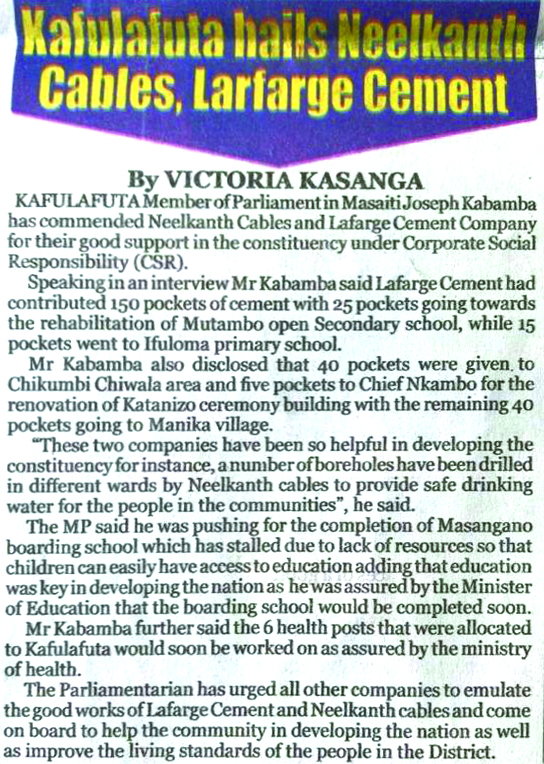 Kafulafuta hails Neelkanth
Cables, Larfarge Cement
By VICTORIA KASANGA
KAFULAFUTA Member of Parliament in Masaiti Joseph Kabamba
has commended Neelkanth Cables and Lafarge Cement Company
for their good support in the constituency under Corporate Social
Responsibility (CSR).
Speaking in an interview Mr Kabamba said Lafarge Cement had
contributed 150 pockets of cement with 25 pockets going towards
the rehabilitation of Mutambo open Secondary school, while 15
pockets went to Ifuloma primary school.
Mr Kabamba also disclosed that 40 pockets were given to
Chikumbi Chiwala area and five pockets to Chief Nkambo for the
renovation of Katanizo ceremony building with the remaining 40
pockets going to Manika village.
"These two companies have been so helpful in developing the
constituency for instance, a number of boreholes have been drilled
in different wards by Neelkanth cables to provide safe drinking
water for the people in the communities", he said.
The MP said he was pushing for the completion of Masangano
boarding school which has stalled due to lack of resources so that
children can easily have access to education adding that education
was key in developing the nation as he was assured by the Minister
of Education that the boarding school would be completed soon.
Mr Kabamba further said the 6 health posts that were allocated
to Kafulafuta would soon be worked on as assured by the ministry
of health.
The Parliamentarian has urged all other companies to emulate
the good works of Lafarge Cement and Neelkanth cables and come
on board to help the community in developing the nation as well
as improve the living standards of the people in the District.